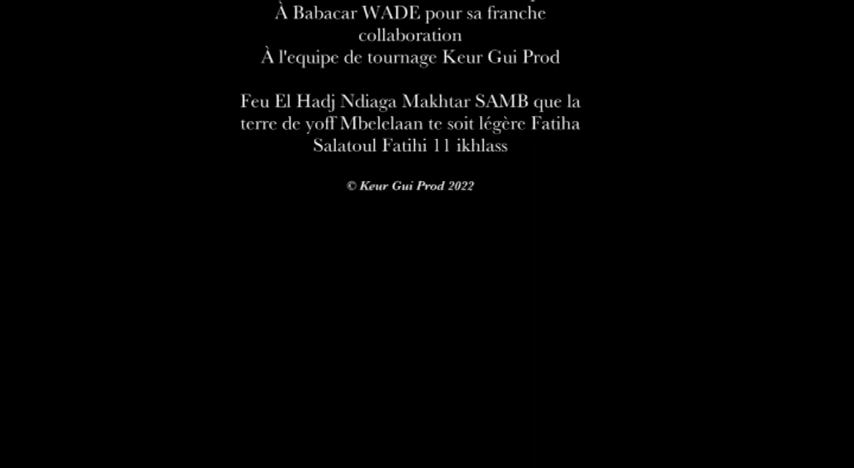 À Babacar WADE pour sa franche
collaboration
À l'equipe de tournage Keur Gui Prod
Feu El Hadj Ndiaga Makhtar SAMB que la
terre de yoff Mbelelaan te soit légère Fatiha
Salatoul Fatihi 11 ikhlass
© Keur Gui Prod 2022